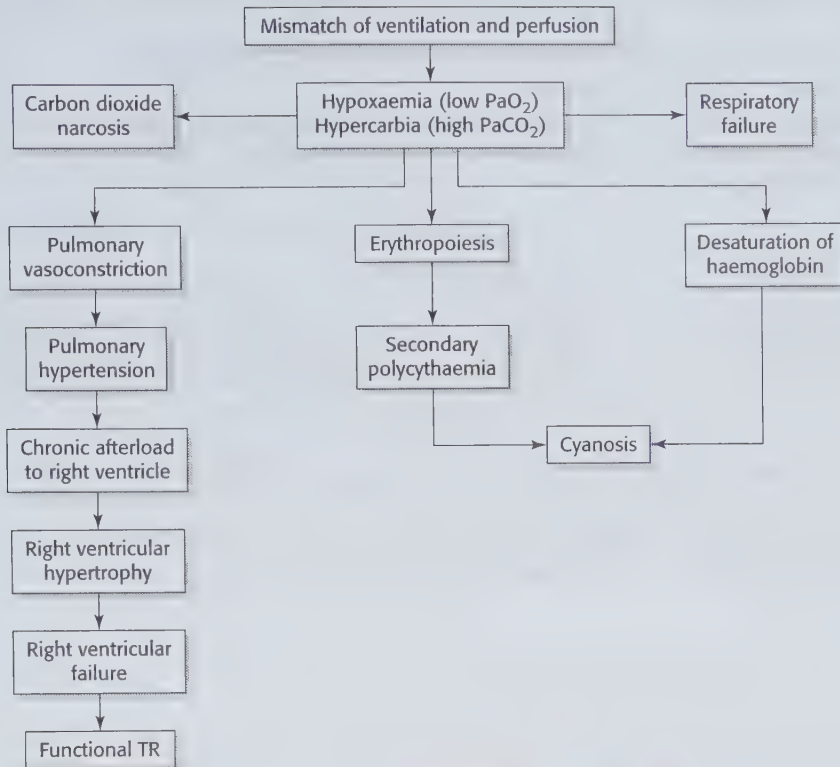 Mismatch of ventilation and perfusion
Carbon dioxide
narcosis
Hypoxaemia (low PaO₂)
Hypercarbia (high PaCO₂)
Respiratory
failure
Pulmonary
vasoconstriction
Erythropoiesis
Desaturation of
haemoglobin
Pulmonary
hypertension
Secondary
polycythaemia
Chronic afterload
to right ventricle
Cyanosis
Right ventricular
hypertrophy
Right ventricular
failure
Functional TR